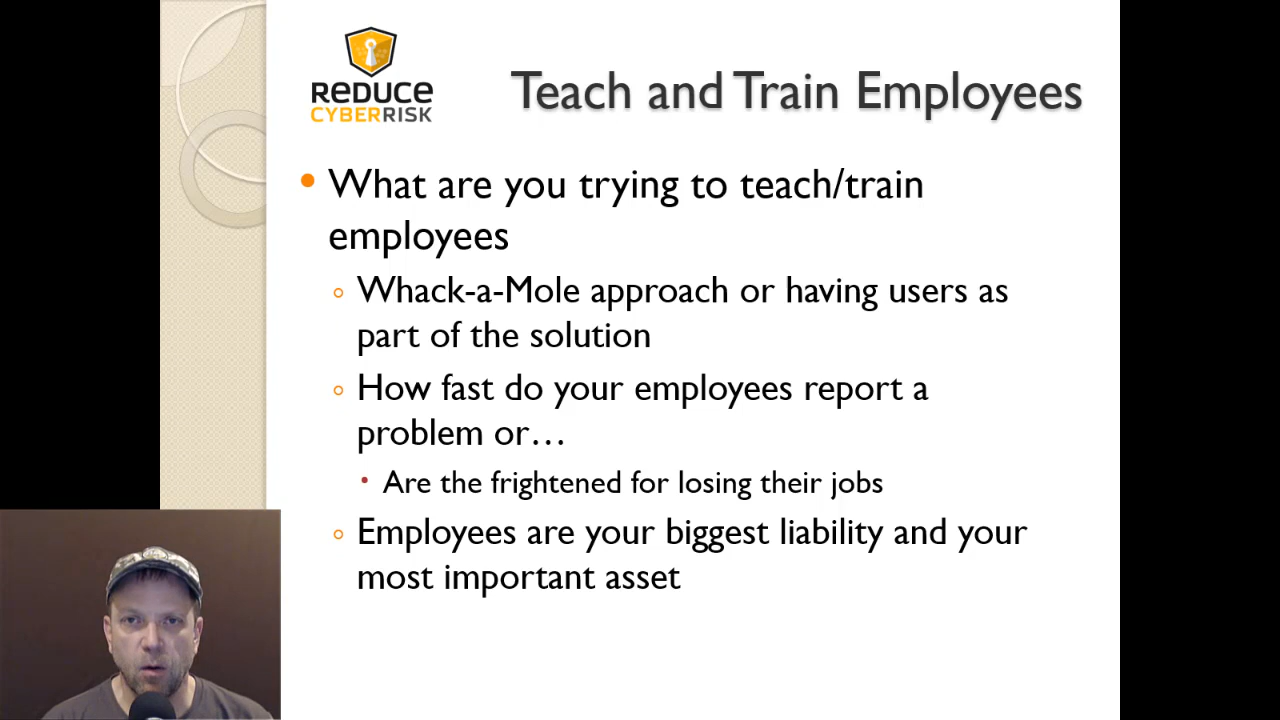 REDUCE
CYBERRISK
Teach and Train Employees
• What are you trying to teach/train
employees
◦ Whack-a-Mole approach or having users as
part of the solution
◦ How fast do your employees report a
problem or…
▪ Are the frightened for losing their jobs
◦ Employees are your biggest liability and your
most important asset